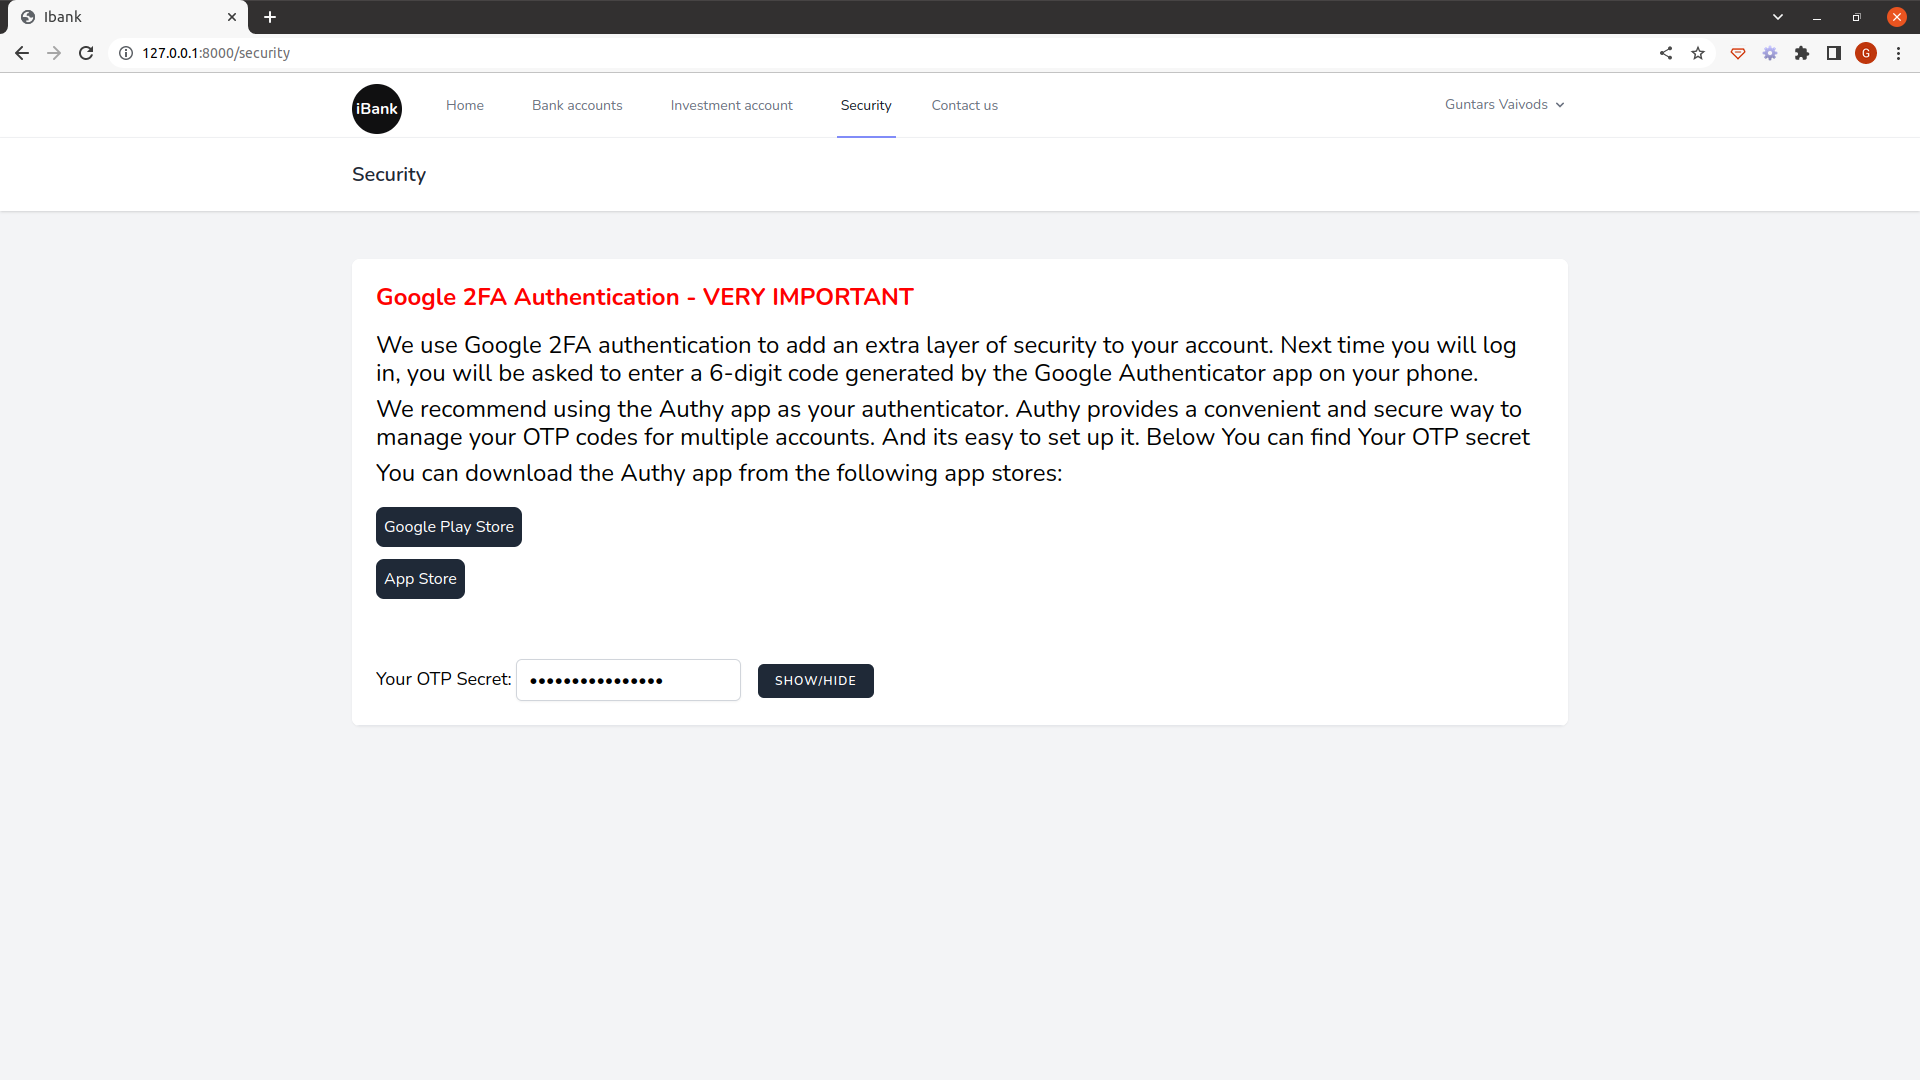 Ibank
127.0.0.1:8000/security
G
iBank
Home
Bank accounts
Investment account
Security
Contact us
Guntars Vaivods
Security
Google 2FA Authentication - VERY IMPORTANT
We use Google 2FA authentication to add an extra layer of security to your account. Next time you will log
in, you will be asked to enter a 6-digit code generated by the Google Authenticator app on your phone.
We recommend using the Authy app as your authenticator. Authy provides a convenient and secure way to
manage your OTP codes for multiple accounts. And its easy to set up it. Below You can find Your OTP secret
You can download the Authy app from the following app stores:
Google Play Store
App Store
Your OTP Secret: ••••••••••••••••
SHOW/HIDE